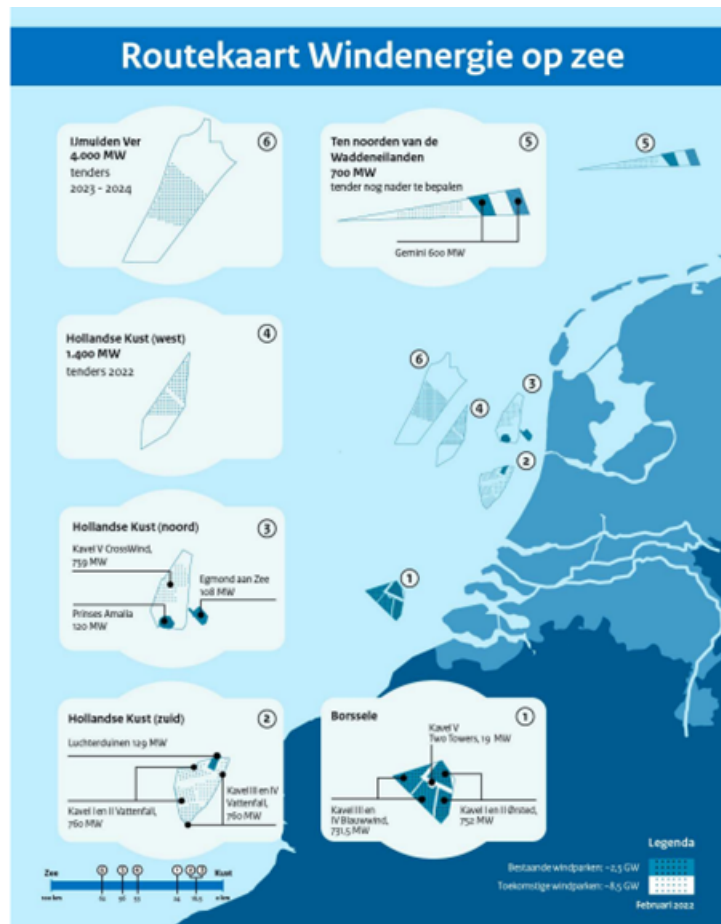 Routekaart Windenergie op zee
IJmuiden Ver
4.000 MW
tenders
2023 - 2024
6
Ten noorden van de
Waddeneilanden
700 MW
tender nog nader te bepalen
5
Gemini 600 MW
5
Hollandse Kust (west)
1.400 MW
tenders 2022
4
6
4
3
2
1
Hollandse Kust (noord)
3
Kavel V CrossWind,
759 MW
Egmond aan Zee
108 MW
Prinses Amalia
120 MW
Hollandse Kust (zuid)
2
Luchterduinen 129 MW
Kavel III en IV
Vattenfall,
760 MW
Kavel I en II Vattenfall,
760 MW
Borssele
1
Kavel V
Two Towers, 19 MW
Kavel III en
IV Blauwwind,
731,5 MW
Kavel I en II Ørsted,
752 MW
Legenda
Bestaande windparken: ~2,5 GW
Toekomstige windparken: ~8,5 GW
Februari 2022
Zee
Kust
100 km
0 km